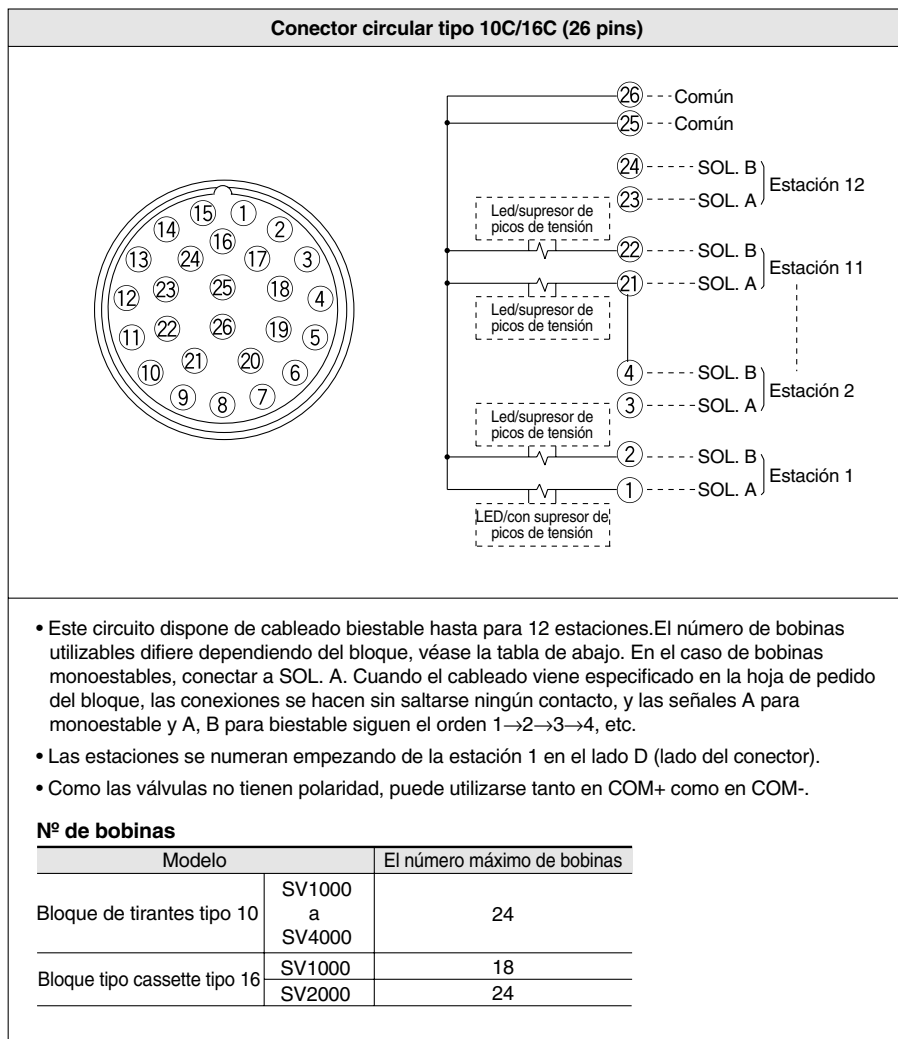 Conector circular tipo 10C/16C (26 pins)
15 1
14 2
16
13 24 17 3
12 23 25 18 4
11 22 26 19 5
21 20
10 6
9 8 7
26 Común
25 Común
24 SOL. B
23 SOL. A
Estación 12
Led/supresor de
picos de tensión
22 SOL. B
21 SOL. A
Estación 11
Led/supresor de
picos de tensión
4 SOL. B
3 SOL. A
Estación 2
Led/supresor de
picos de tensión
2 SOL. B
1 SOL. A
Estación 1
LED/con supresor de
picos de tensión
• Este circuito dispone de cableado biestable hasta para 12 estaciones.El número de bobinas
utilizables difiere dependiendo del bloque, véase la tabla de abajo. En el caso de bobinas
monoestables, conectar a SOL. A. Cuando el cableado viene especificado en la hoja de pedido
del bloque, las conexiones se hacen sin saltarse ningún contacto, y las señales A para
monoestable y A, B para biestable siguen el orden 1→2→3→4, etc.
• Las estaciones se numeran empezando de la estación 1 en el lado D (lado del conector).
• Como las válvulas no tienen polaridad, puede utilizarse tanto en COM+ como en COM-.
Nº de bobinas
Modelo El número máximo de bobinas
Bloque de tirantes tipo 10 SV1000 a SV4000 24
Bloque tipo cassette tipo 16 SV1000 18
SV2000 24